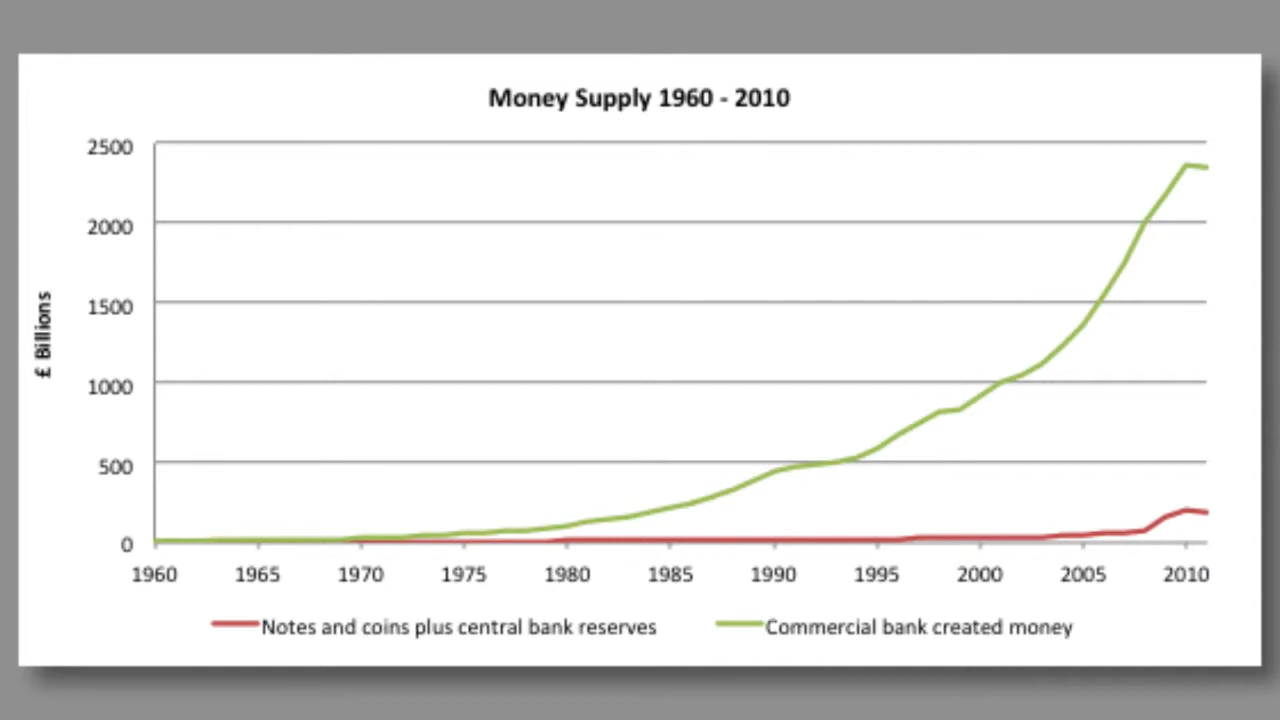 Money Supply 1960 - 2010
2500
2000
1500
1000
500
0
£ Billions
1960 1965 1970 1975 1980 1985 1990 1995 2000 2005 2010
Notes and coins plus central bank reserves Commercial bank created money